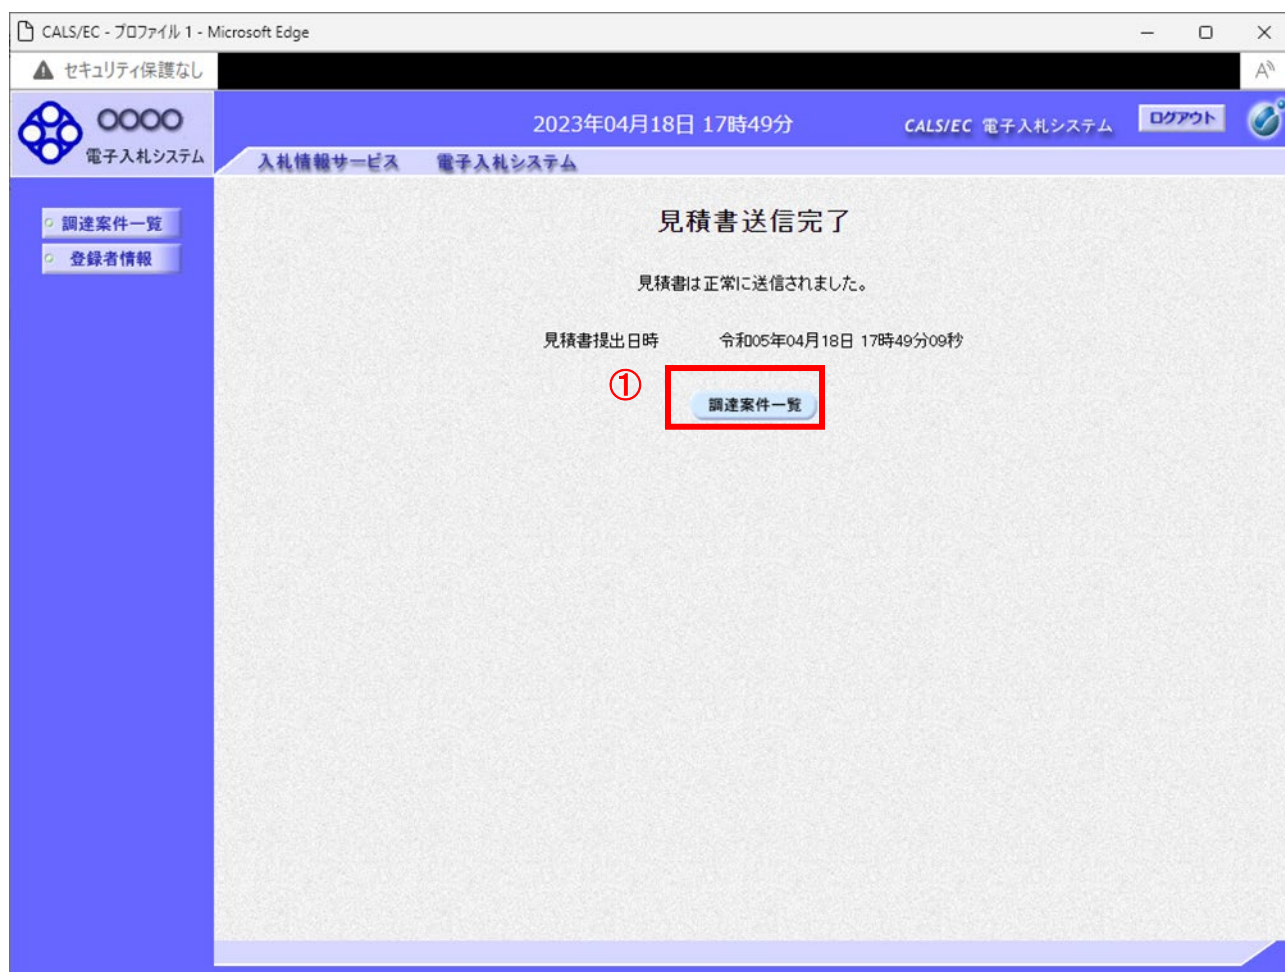 CALS/EC - プロファイル 1 - Microsoft Edge
セキュリティ保護なし
OOOO
電子入札システム
2023年04月18日 17時49分
CALS/EC 電子入札システム
ログアウト
入札情報サービス 電子入札システム
調達案件一覧
登録者情報
見積書送信完了
見積書は正常に送信されました。
見積書提出日時 令和05年04月18日 17時49分09秒
①
調達案件一覧